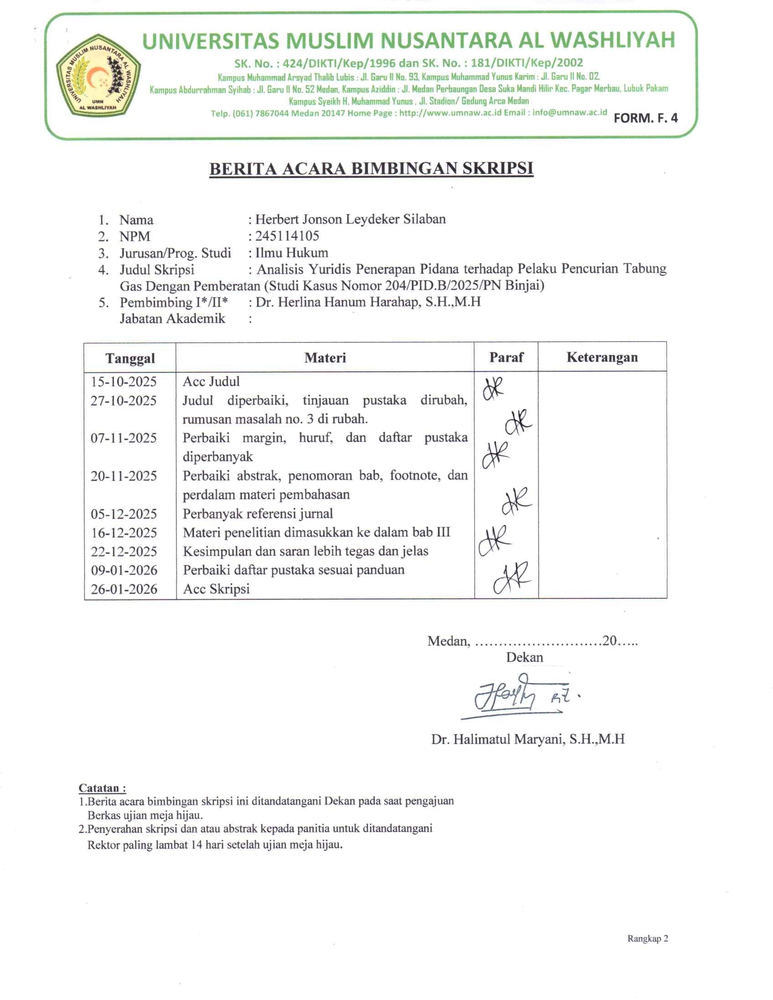 UNIVERSITAS MUSLIM NUSANTARA AL WASHLIYAH
SK. No. : 424/DIKTI/Kep/1996 dan SK. No. : 181/DIKTI/Kep/2002
Kampus Muhammad Arsyad Thalib Lubis : Jl. Garu II No. 93, Kampus Muhammad Yunus Karim : Jl. Garu II No. 02,
Kampus Abdurrahman Syihab : Jl. Garu II No. 52 Medan, Kampus Aziddin : Jl. Medan Perbaungan Desa Suka Mandi Hilir Kec. Pagar Merbau, Lubuk Pakam
Kampus Syeikh H. Muhammad Yunus , Jl. Stadion/ Gedung Arca Medan
Telp. (061) 7867044 Medan 20147 Home Page : http://www.umnaw.ac.id Email : info@umnaw.ac.id
FORM. F. 4
UNIVERSITAS MUSLIM NUSANTARA AL WASHLIYAH
UMN
AL WASHLIYAH
BERITA ACARA BIMBINGAN SKRIPSI
1. Nama : Herbert Jonson Leydeker Silaban
2. NPM : 245114105
3. Jurusan/Prog. Studi : Ilmu Hukum
4. Judul Skripsi : Analisis Yuridis Penerapan Pidana terhadap Pelaku Pencurian Tabung
Gas Dengan Pemberatan (Studi Kasus Nomor 204/PID.B/2025/PN Binjai)
5. Pembimbing I*/II* : Dr. Herlina Hanum Harahap, S.H.,M.H
Jabatan Akademik :
Tanggal Materi Paraf Keterangan
15-10-2025 Acc Judul
27-10-2025 Judul diperbaiki, tinjauan pustaka dirubah,
rumusan masalah no. 3 di rubah.
07-11-2025 Perbaiki margin, huruf, dan daftar pustaka
diperbanyak
20-11-2025 Perbaiki abstrak, penomoran bab, footnote, dan
perdalam materi pembahasan
05-12-2025 Perbanyak referensi jurnal
16-12-2025 Materi penelitian dimasukkan ke dalam bab III
22-12-2025 Kesimpulan dan saran lebih tegas dan jelas
09-01-2026 Perbaiki daftar pustaka sesuai panduan
26-01-2026 Acc Skripsi
Medan, ...........................20.....
Dekan
Dr. Halimatul Maryani, S.H.,M.H
Catatan :
1.Berita acara bimbingan skripsi ini ditandatangani Dekan pada saat pengajuan
Berkas ujian meja hijau.
2.Penyerahan skripsi dan atau abstrak kepada panitia untuk ditandatangani
Rektor paling lambat 14 hari setelah ujian meja hijau.
Rangkap 2